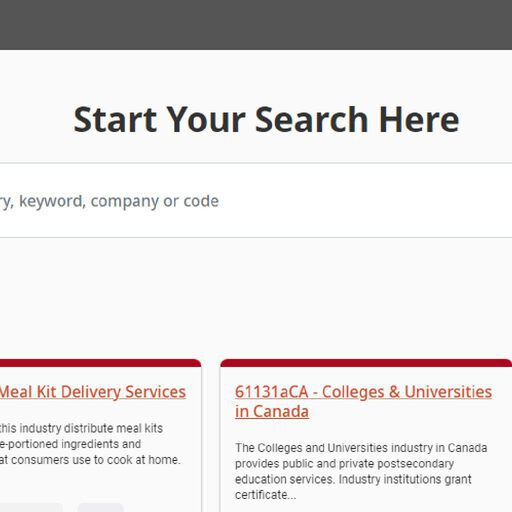 Start Your Search Here
ry, keyword, company or code
Meal Kit Delivery Services
this industry distribute meal kits
e-portioned ingredients and
at consumers use to cook at home.
61131aCA - Colleges & Universities
in Canada
The Colleges and Universities industry in Canada
provides public and private postsecondary
education services. Industry institutions grant
certificate...